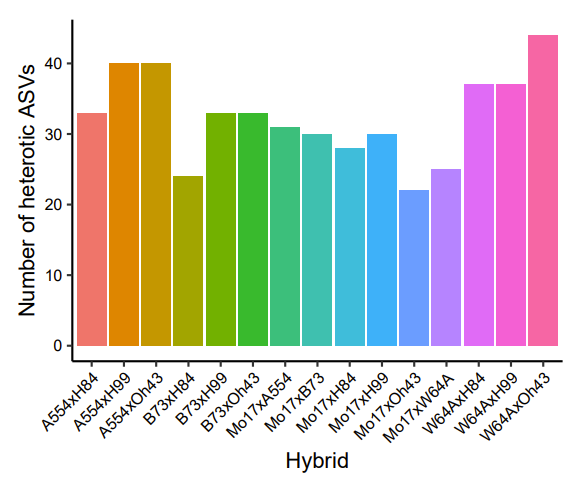 Number of heterotic ASVs
40
30
20
10
0
A554xH84
A554xH99
A554xOh43
B73xH84
B73xH99
B73xOh43
Mo17xA554
Mo17xB73
Mo17xH84
Mo17xH99
Mo17xOh43
Mo17xW64A
W64AxH84
W64AxH99
W64AxOh43
Hybrid